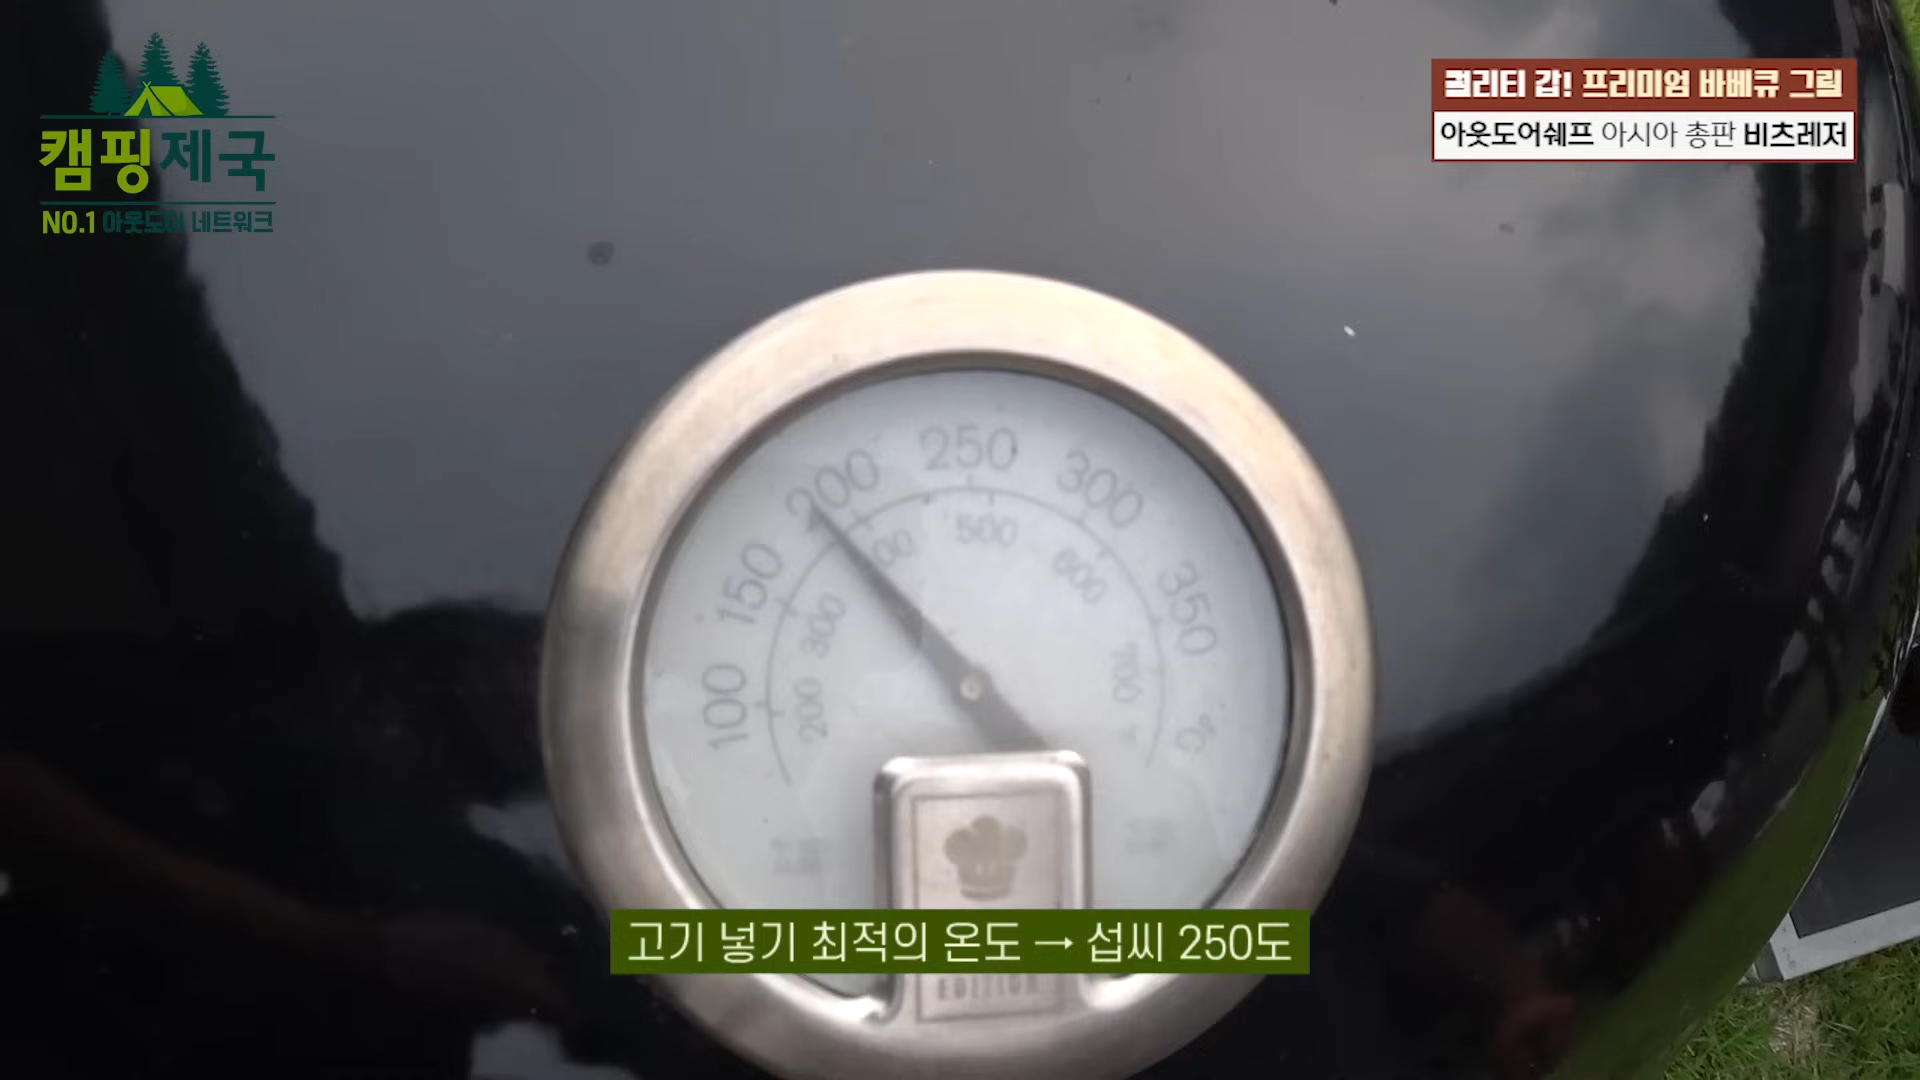 캠핑제국
NO.1 아웃도어 네트워크
퀄리티 갑! 프리미엄 바베큐 그릴
아웃도어쉐프 아시아 총판 비츠레저
100 150 200 250 300 350 °C
200 300 500 600 700 °F
고기 넣기 최적의 온도 → 섭씨 250도
EDITION